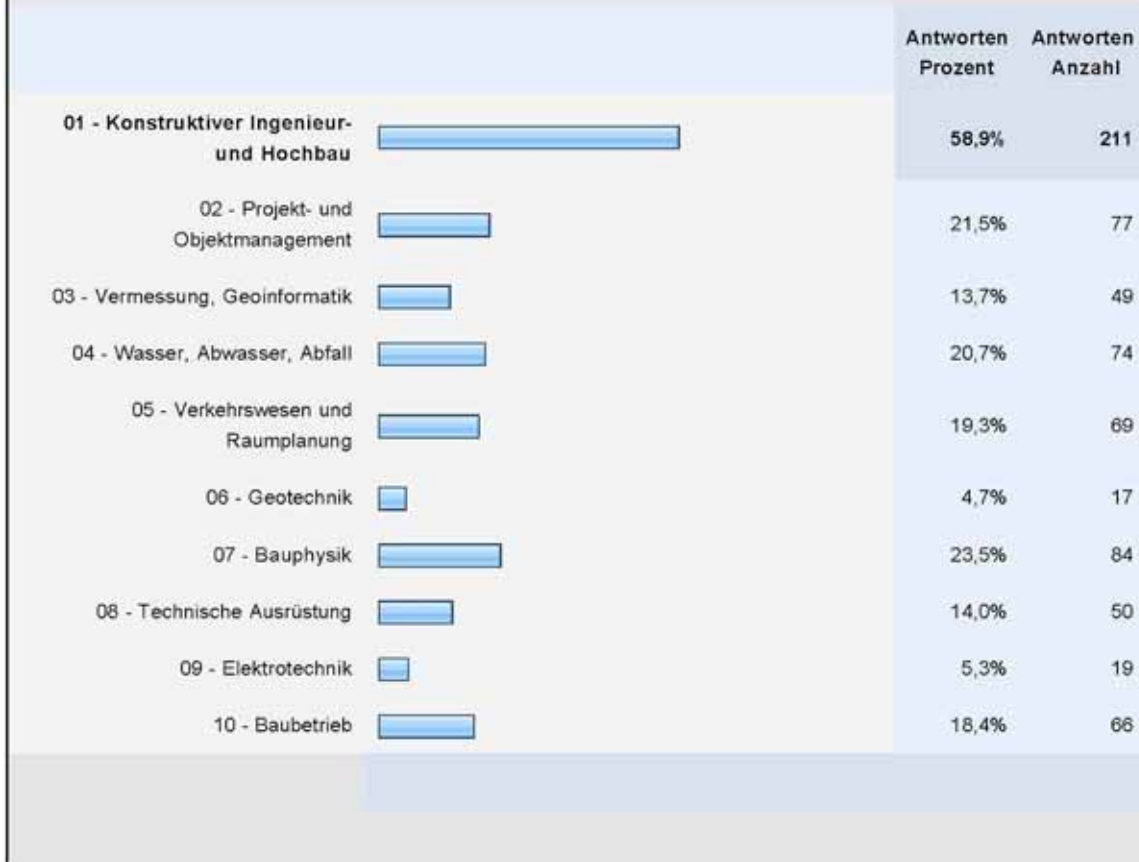 Antworten Antworten
Prozent Anzahl
01 - Konstruktiver Ingenieur-
und Hochbau 58,9% 211
02 - Projekt- und
Objektmanagement 21,5% 77
03 - Vermessung, Geoinformatik 13,7% 49
04 - Wasser, Abwasser, Abfall 20,7% 74
05 - Verkehrswesen und
Raumplanung 19,3% 69
06 - Geotechnik 4,7% 17
07 - Bauphysik 23,5% 84
08 - Technische Ausrüstung 14,0% 50
09 - Elektrotechnik 5,3% 19
10 - Baubetrieb 18,4% 66